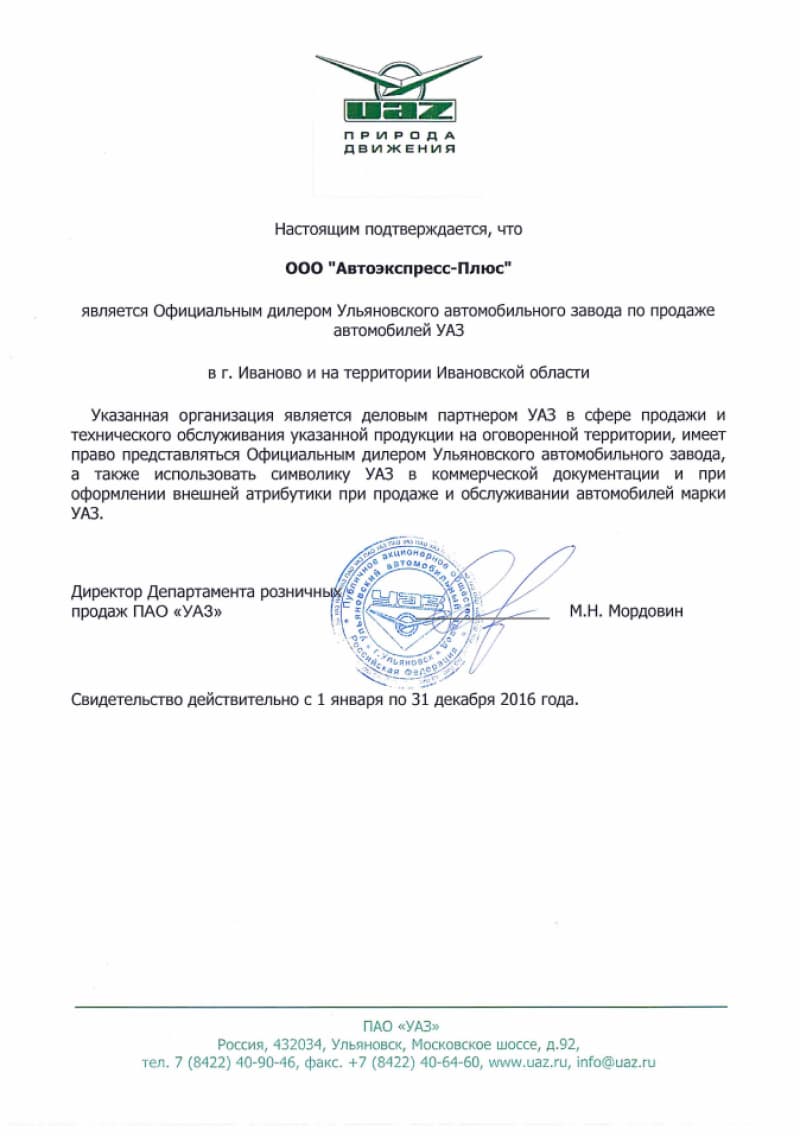 UAZ
ПРИРОДА
ДВИЖЕНИЯ
Настоящим подтверждается, что
ООО "Автоэкспресс-Плюс"
является Официальным дилером Ульяновского автомобильного завода по продаже
автомобилей УАЗ
в г. Иваново и на территории Ивановской области
Указанная организация является деловым партнером УАЗ в сфере продажи и
технического обслуживания указанной продукции на оговоренной территории, имеет
право представляться Официальным дилером Ульяновского автомобильного завода,
а также использовать символику УАЗ в коммерческой документации и при
оформлении внешней атрибутики при продаже и обслуживании автомобилей марки
УАЗ.
Директор Департамента розничных
продаж ПАО «УАЗ»
М.Н. Мордовин
Публичное акционерное общество
Ульяновский автомобильный завод
УАЗ
г.Ульяновск
Российская Федерация
Свидетельство действительно с 1 января по 31 декабря 2016 года.
ПАО «УАЗ»
Россия, 432034, Ульяновск, Московское шоссе, д.92,
тел. 7 (8422) 40-90-46, факс. +7 (8422) 40-64-60, www.uaz.ru, info@uaz.ru